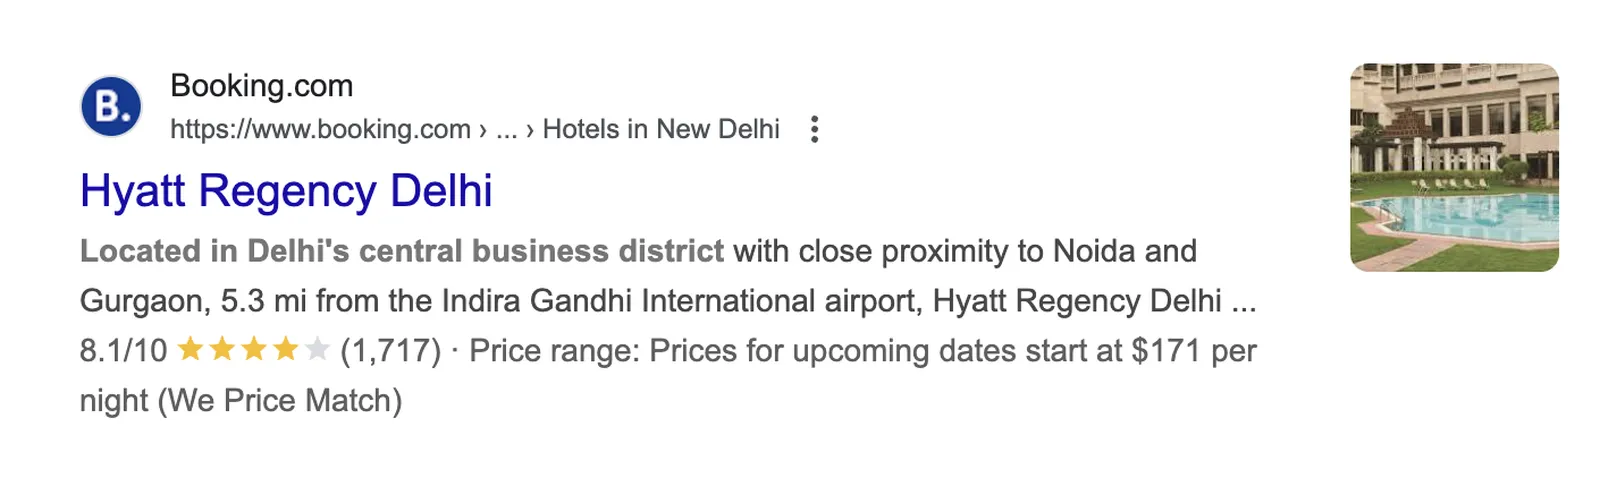 B.
Booking.com
https://www.booking.com › ... › Hotels in New Delhi
Hyatt Regency Delhi
Located in Delhi's central business district with close proximity to Noida and
Gurgaon, 5.3 mi from the Indira Gandhi International airport, Hyatt Regency Delhi ...
8.1/10 ★★★★★ (1,717) · Price range: Prices for upcoming dates start at $171 per
night (We Price Match)